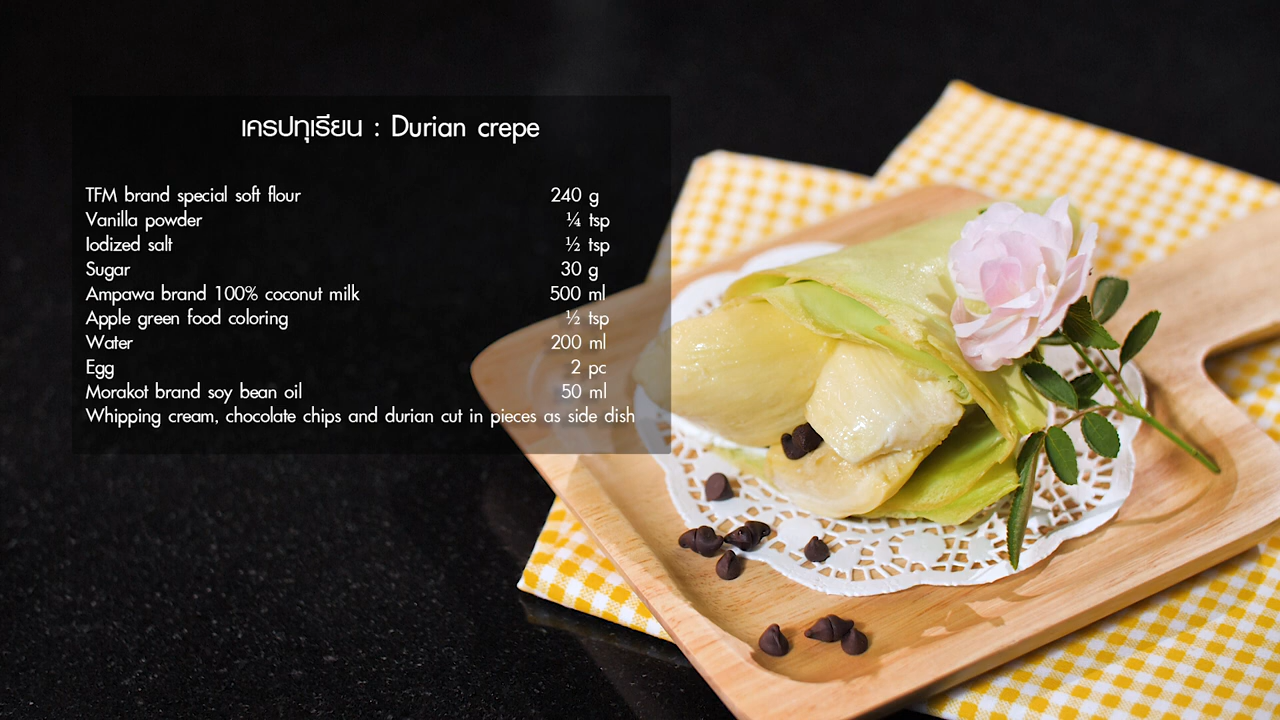 เครปทุเรียน : Durian crepe
TFM brand special soft flour 240 g
Vanilla powder ¼ tsp
Iodized salt ½ tsp
Sugar 30 g
Ampawa brand 100% coconut milk 500 ml
Apple green food coloring ½ tsp
Water 200 ml
Egg 2 pc
Morakot brand soy bean oil 50 ml
Whipping cream, chocolate chips and durian cut in pieces as side dish